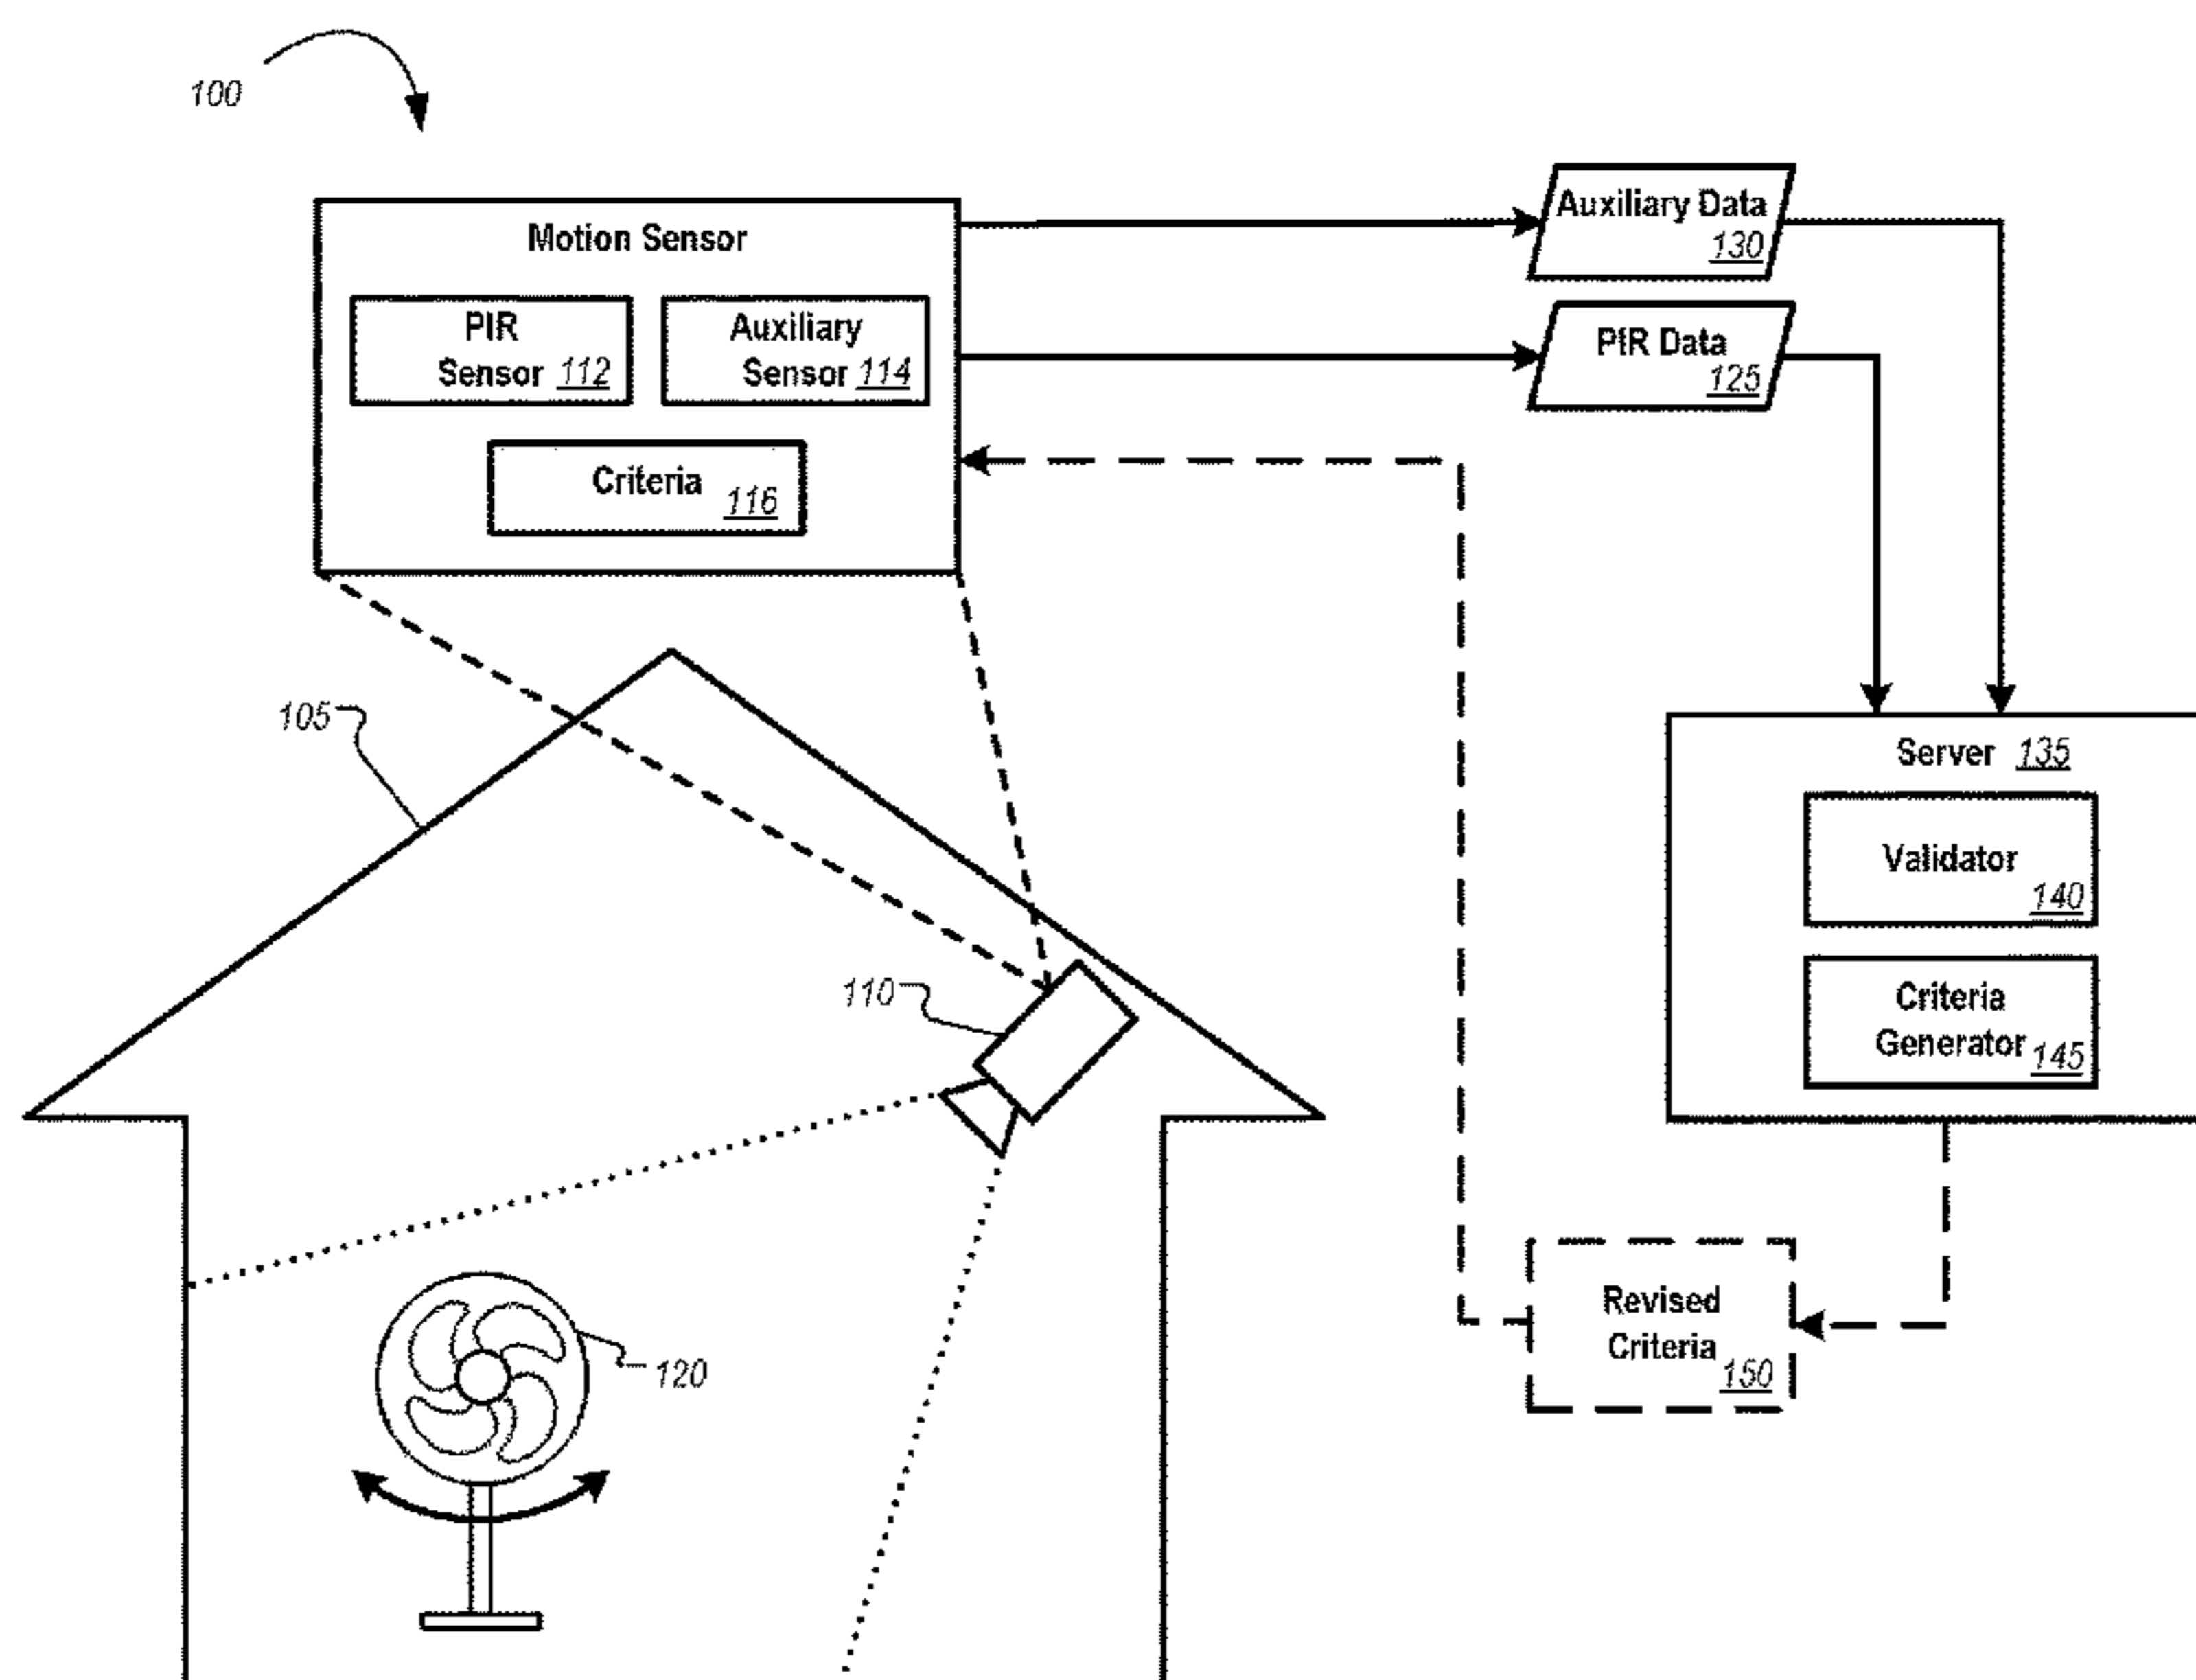 100
Auxiliary Data
130
Motion Sensor
PIR
Sensor 112
Auxiliary
Sensor 114
PIR Data
125
Criteria
116
105
Server 135
Validator
140
110
Criteria
Generator 145
Revised
Criteria
150
120